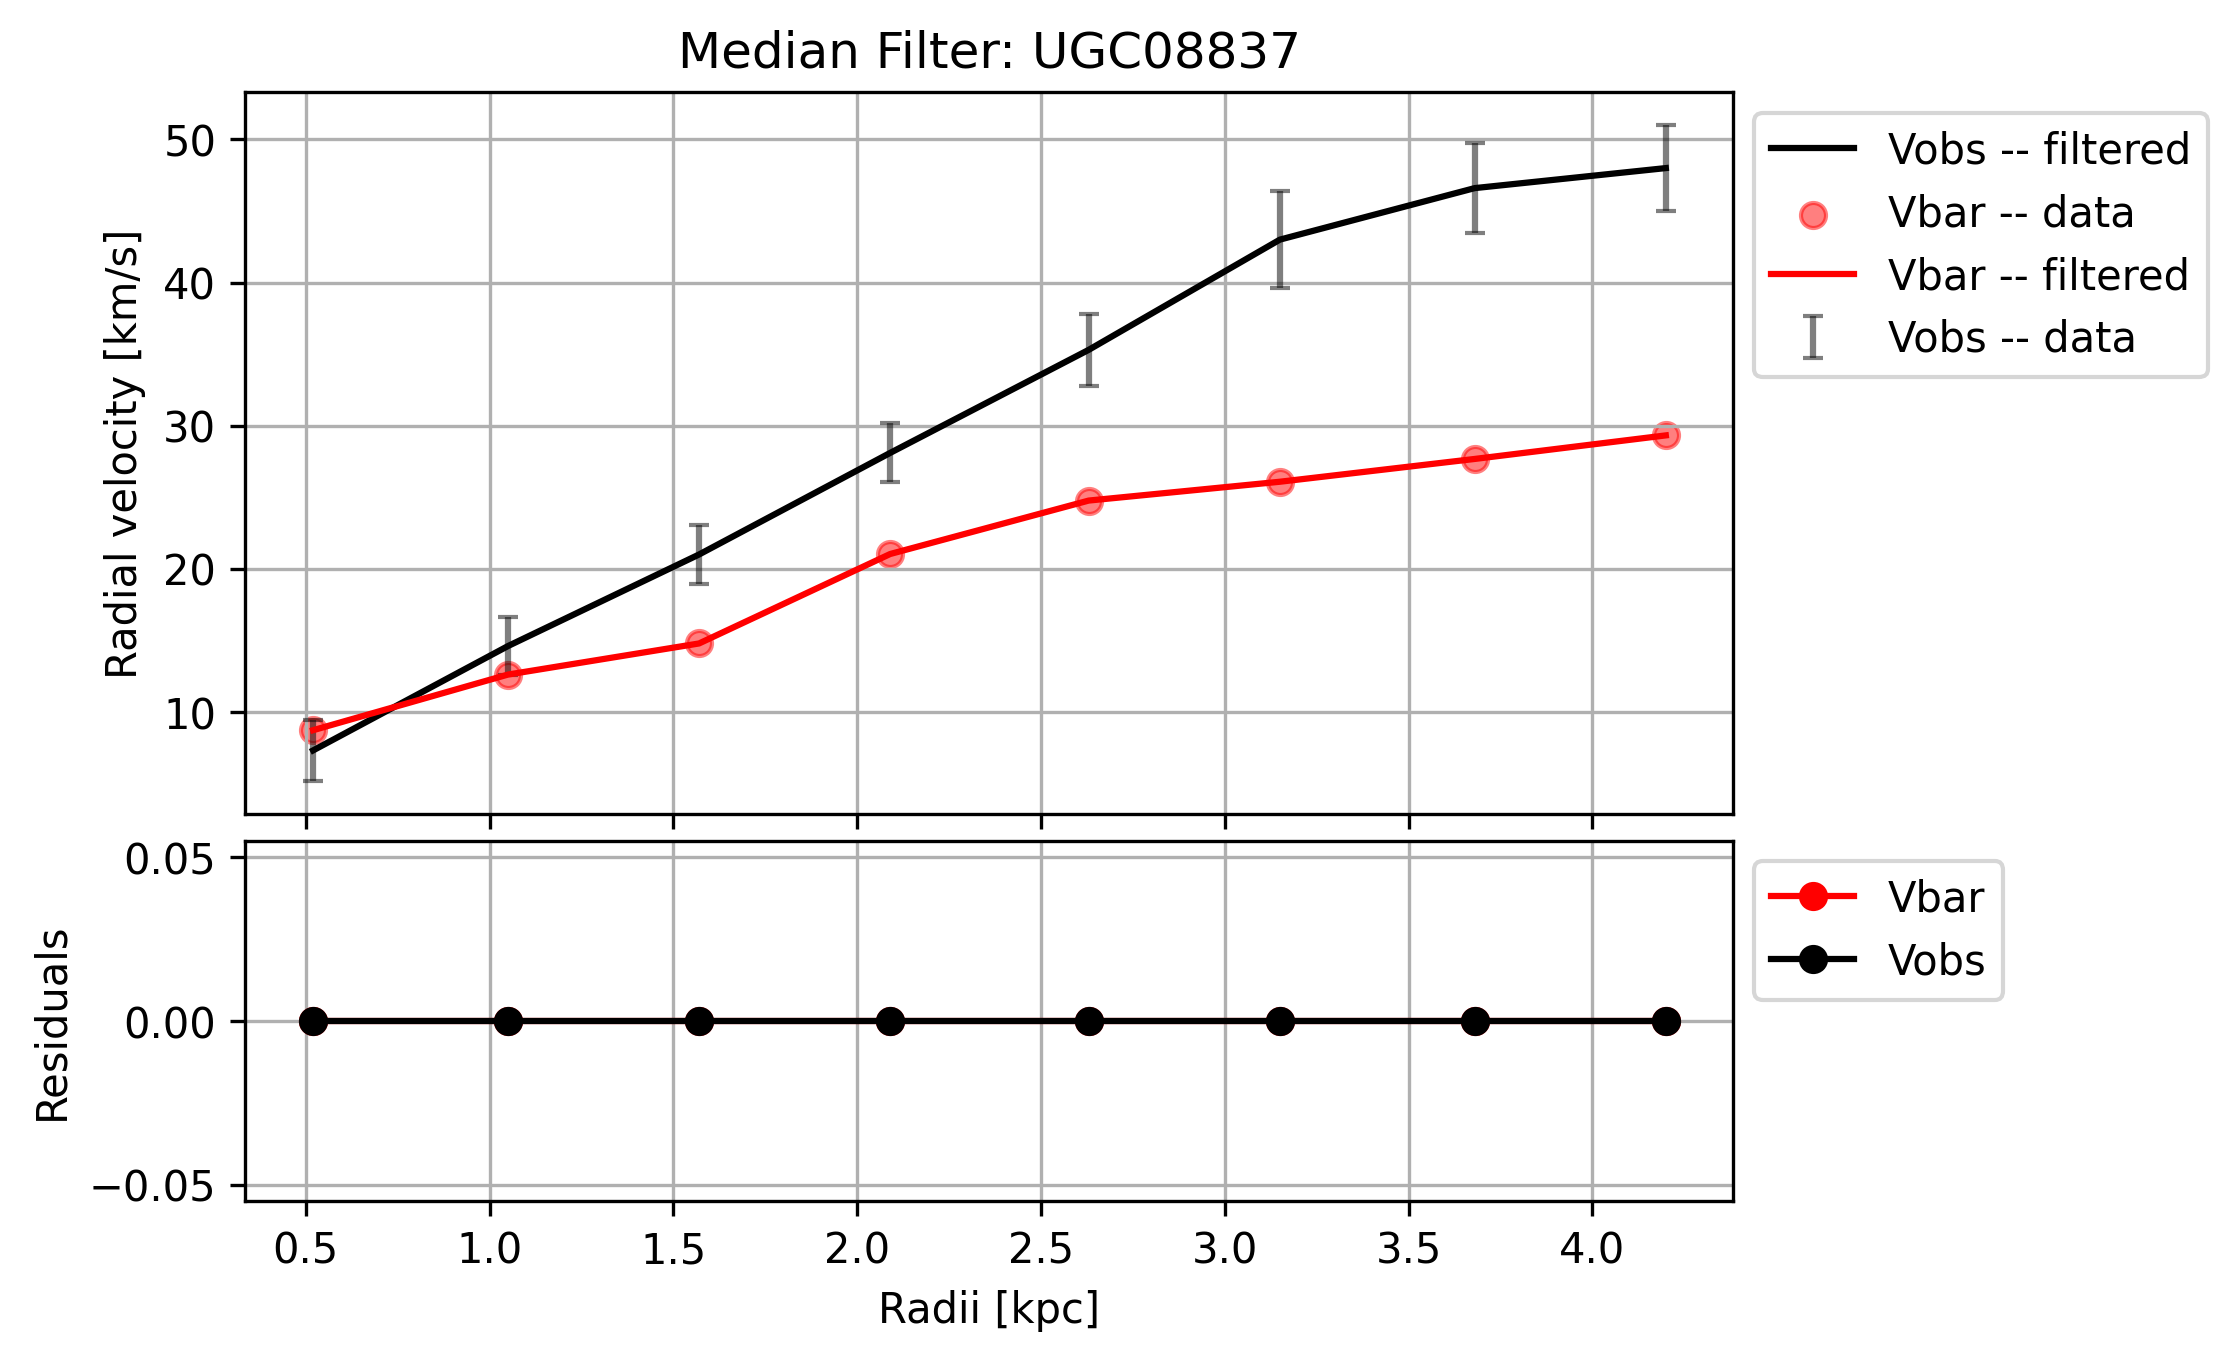 Median Filter: UGC08837
Radial velocity [km/s]
50
40
30
20
10
Vobs -- filtered
Vbar -- data
Vbar -- filtered
Vobs -- data
Residuals
0.05
0.00
−0.05
Vbar
Vobs
0.5 1.0 1.5 2.0 2.5 3.0 3.5 4.0
Radii [kpc]